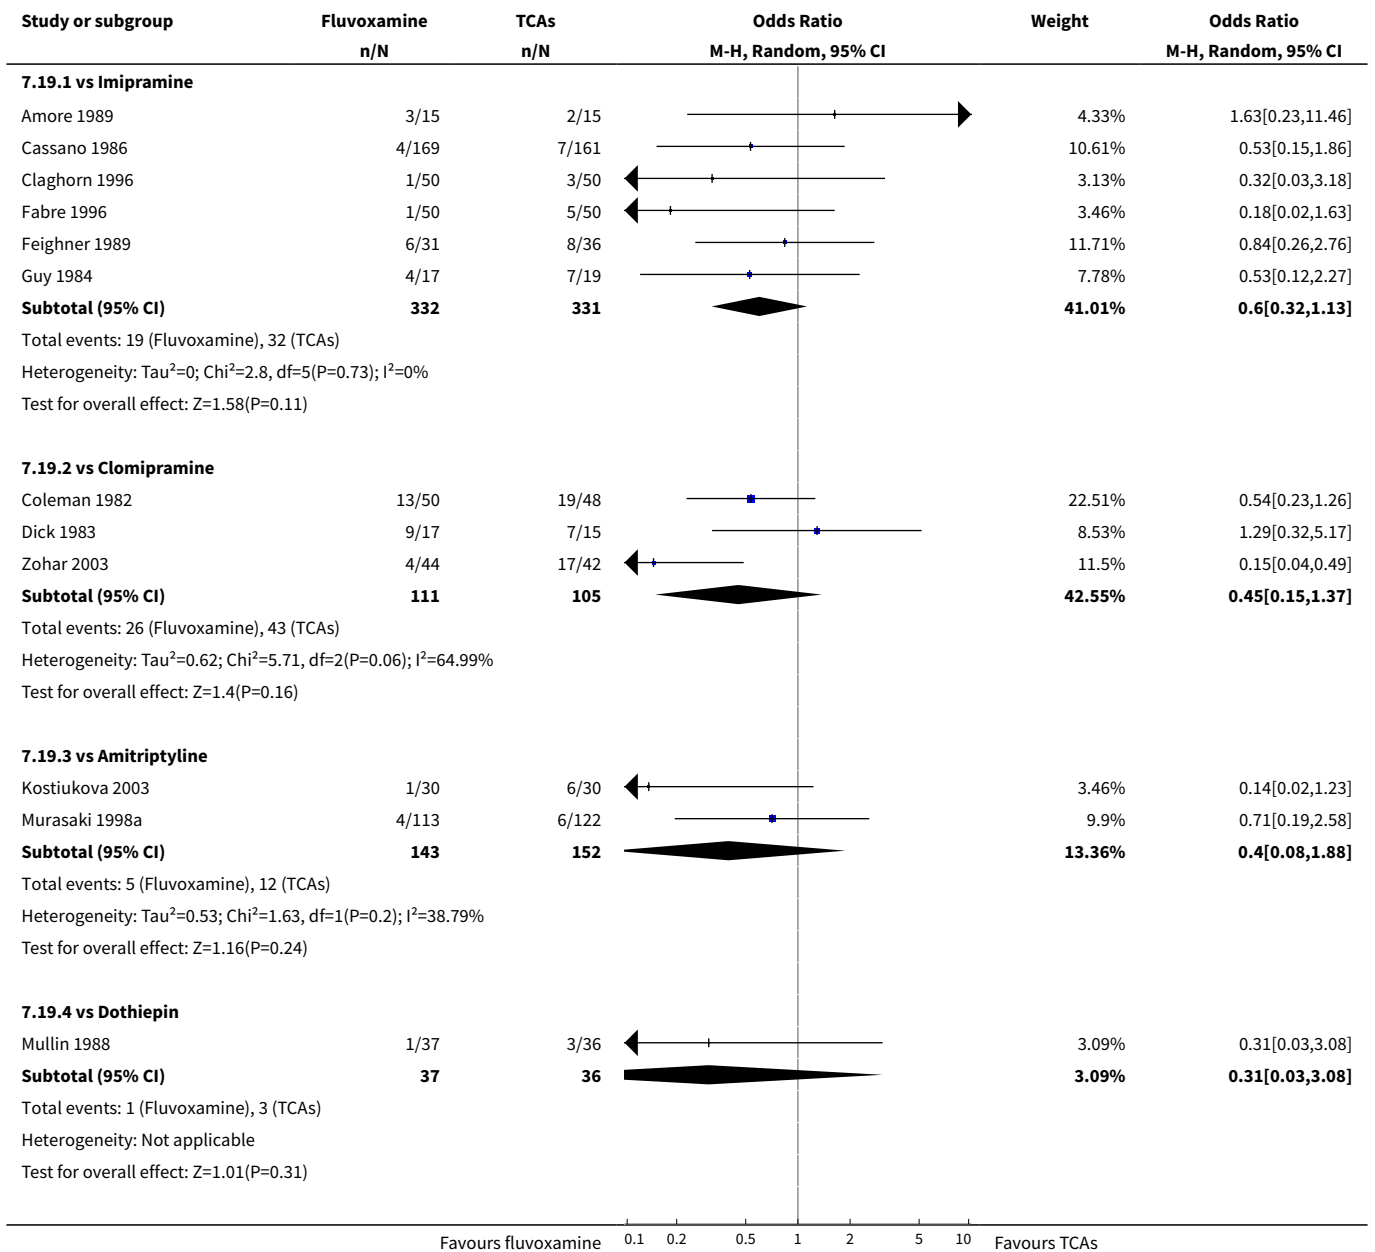 Study or subgroup Fluvoxamine TCAs Odds Ratio Weight Odds Ratio
n/N n/N M-H, Random, 95% CI M-H, Random, 95% CI
7.19.1 vs Imipramine
Amore 1989 3/15 2/15 4.33% 1.63[0.23,11.46]
Cassano 1986 4/169 7/161 10.61% 0.53[0.15,1.86]
Claghorn 1996 1/50 3/50 3.13% 0.32[0.03,3.18]
Fabre 1996 1/50 5/50 3.46% 0.18[0.02,1.63]
Feighner 1989 6/31 8/36 11.71% 0.84[0.26,2.76]
Guy 1984 4/17 7/19 7.78% 0.53[0.12,2.27]
Subtotal (95% CI) 332 331 41.01% 0.6[0.32,1.13]
Total events: 19 (Fluvoxamine), 32 (TCAs)
Heterogeneity: Tau²=0; Chi²=2.8, df=5(P=0.73); I²=0%
Test for overall effect: Z=1.58(P=0.11)
7.19.2 vs Clomipramine
Coleman 1982 13/50 19/48 22.51% 0.54[0.23,1.26]
Dick 1983 9/17 7/15 8.53% 1.29[0.32,5.17]
Zohar 2003 4/44 17/42 11.5% 0.15[0.04,0.49]
Subtotal (95% CI) 111 105 42.55% 0.45[0.15,1.37]
Total events: 26 (Fluvoxamine), 43 (TCAs)
Heterogeneity: Tau²=0.62; Chi²=5.71, df=2(P=0.06); I²=64.99%
Test for overall effect: Z=1.4(P=0.16)
7.19.3 vs Amitriptyline
Kostiukova 2003 1/30 6/30 3.46% 0.14[0.02,1.23]
Murasaki 1998a 4/113 6/122 9.9% 0.71[0.19,2.58]
Subtotal (95% CI) 143 152 13.36% 0.4[0.08,1.88]
Total events: 5 (Fluvoxamine), 12 (TCAs)
Heterogeneity: Tau²=0.53; Chi²=1.63, df=1(P=0.2); I²=38.79%
Test for overall effect: Z=1.16(P=0.24)
7.19.4 vs Dothiepin
Mullin 1988 1/37 3/36 3.09% 0.31[0.03,3.08]
Subtotal (95% CI) 37 36 3.09% 0.31[0.03,3.08]
Total events: 1 (Fluvoxamine), 3 (TCAs)
Heterogeneity: Not applicable
Test for overall effect: Z=1.01(P=0.31)
Favours fluvoxamine 0.1 0.2 0.5 1 2 5 10 Favours TCAs